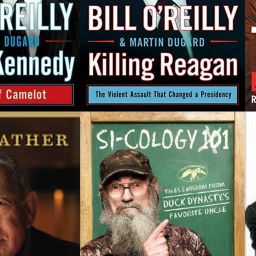 REILLY
DUGARD
Kennedy
f Camelot
BILL O'REILLY
& MARTIN DUGARD
Killing Reagan
The Violent Assault That Changed a Presidency
R
ATHER
SI-COLOGY 101
TALES & WISDOM FROM
DUCK DYNASTY'S
FAVORITE UNCLE